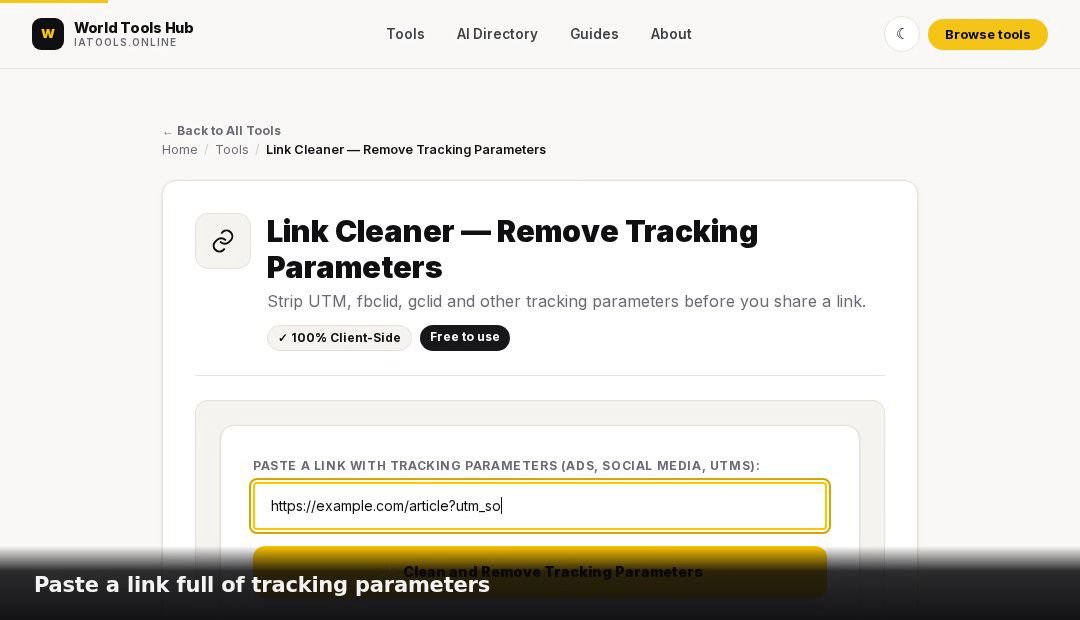 W
World Tools Hub
IATOOLS.ONLINE
Tools
AI Directory
Guides
About
☾
Browse tools
← Back to All Tools
Home / Tools / Link Cleaner — Remove Tracking Parameters
Link Cleaner — Remove Tracking
Parameters
Strip UTM, fbclid, gclid and other tracking parameters before you share a link.
✓ 100% Client-Side
Free to use
PASTE A LINK WITH TRACKING PARAMETERS (ADS, SOCIAL MEDIA, UTMS):
https://example.com/article?utm_so
Clean and Remove Tracking Parameters
Paste a link full of tracking parameters